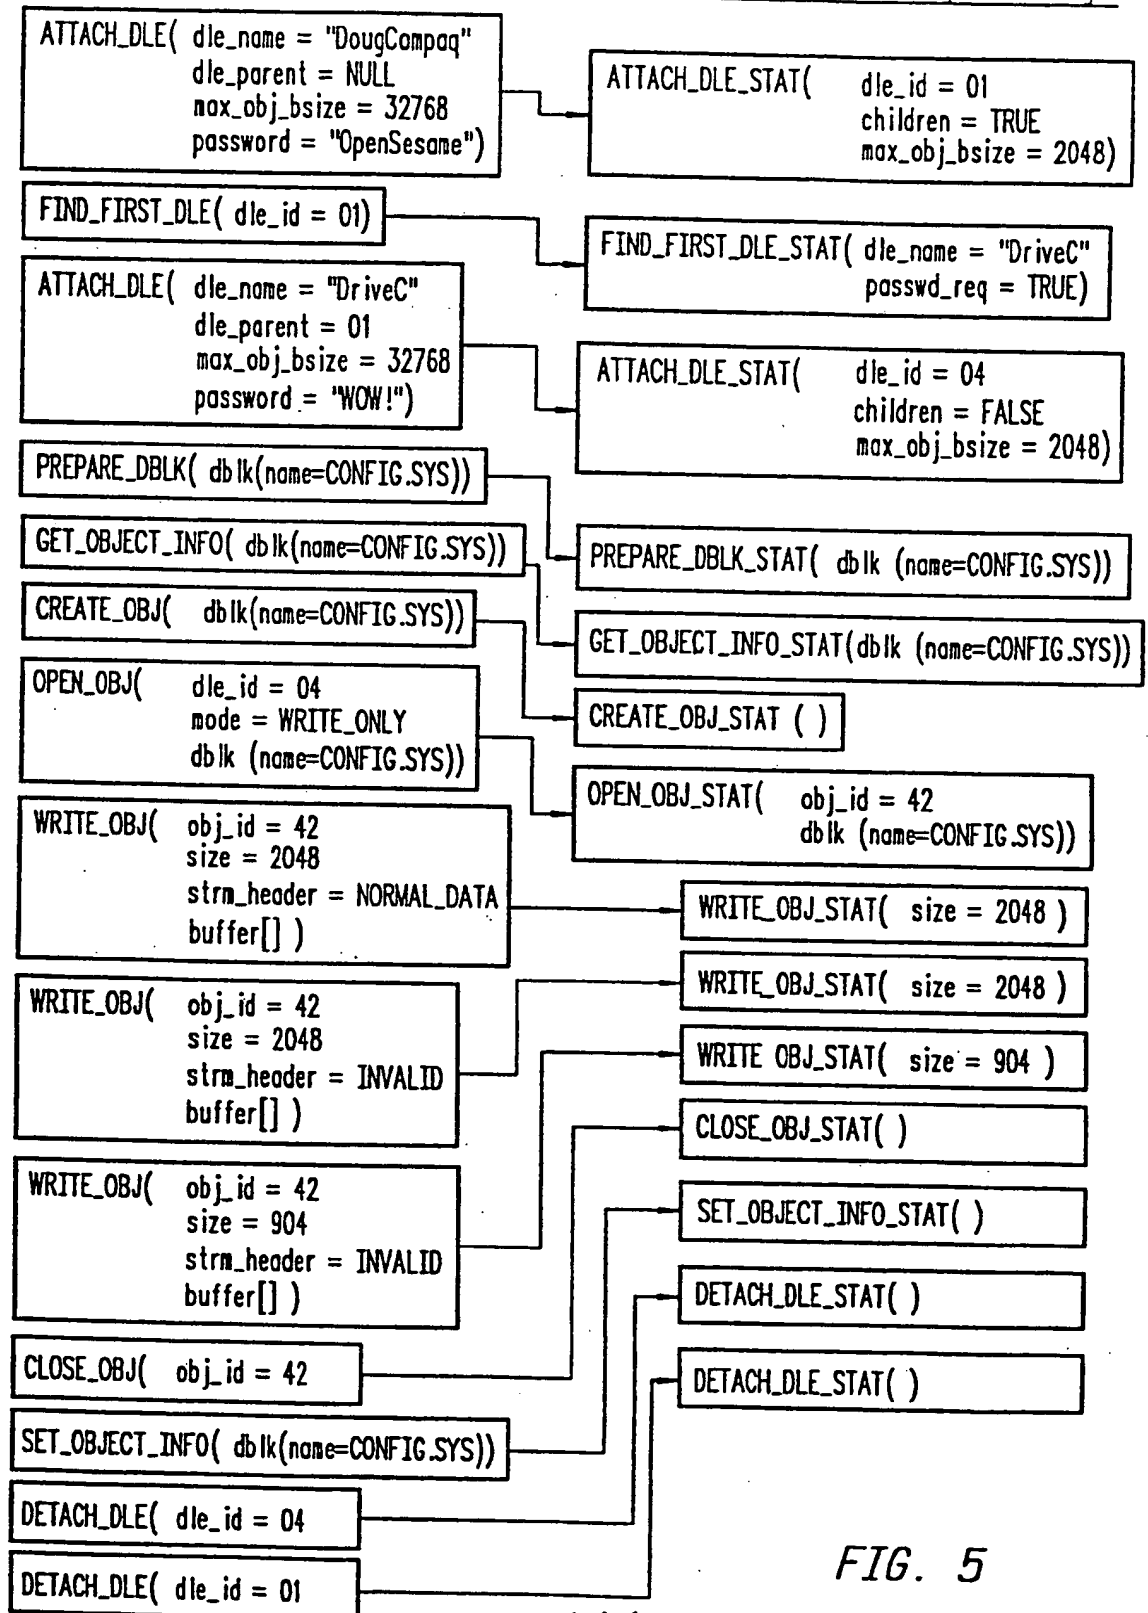 ATTACH_DLE( dle_name = "DougCompaq"
dle_parent = NULL
max_obj_bsize = 32768
password = "OpenSesame")
ATTACH_DLE_STAT( dle_id = 01
children = TRUE
max_obj_bsize = 2048)
FIND_FIRST_DLE( dle_id = 01)
FIND_FIRST_DLE_STAT( dle_name = "DriveC"
passwd_req = TRUE)
ATTACH_DLE( dle_name = "DriveC"
dle_parent = 01
max_obj_bsize = 32768
password = "WOW!")
ATTACH_DLE_STAT( dle_id = 04
children = FALSE
max_obj_bsize = 2048)
PREPARE_DBLK( dblk(name=CONFIG.SYS))
PREPARE_DBLK_STAT( dblk (name=CONFIG.SYS))
GET_OBJECT_INFO( dblk(name=CONFIG.SYS))
GET_OBJECT_INFO_STAT(dblk (name=CONFIG.SYS))
CREATE_OBJ( dblk(name=CONFIG.SYS))
CREATE_OBJ_STAT ( )
OPEN_OBJ( dle_id = 04
mode = WRITE_ONLY
dblk (name=CONFIG.SYS))
OPEN_OBJ_STAT( obj_id = 42
dblk (name=CONFIG.SYS))
WRITE_OBJ( obj_id = 42
size = 2048
strm_header = NORMAL_DATA
buffer[] )
WRITE_OBJ_STAT( size = 2048 )
WRITE_OBJ( obj_id = 42
size = 2048
strm_header = INVALID
buffer[] )
WRITE_OBJ_STAT( size = 2048 )
WRITE_OBJ( obj_id = 42
size = 904
strm_header = INVALID
buffer[] )
WRITE OBJ_STAT( size = 904 )
CLOSE_OBJ( obj_id = 42
CLOSE_OBJ_STAT( )
SET_OBJECT_INFO( dblk(name=CONFIG.SYS))
SET_OBJECT_INFO_STAT( )
DETACH_DLE( dle_id = 04
DETACH_DLE_STAT( )
DETACH_DLE( dle_id = 01
DETACH_DLE_STAT( )
FIG. 5